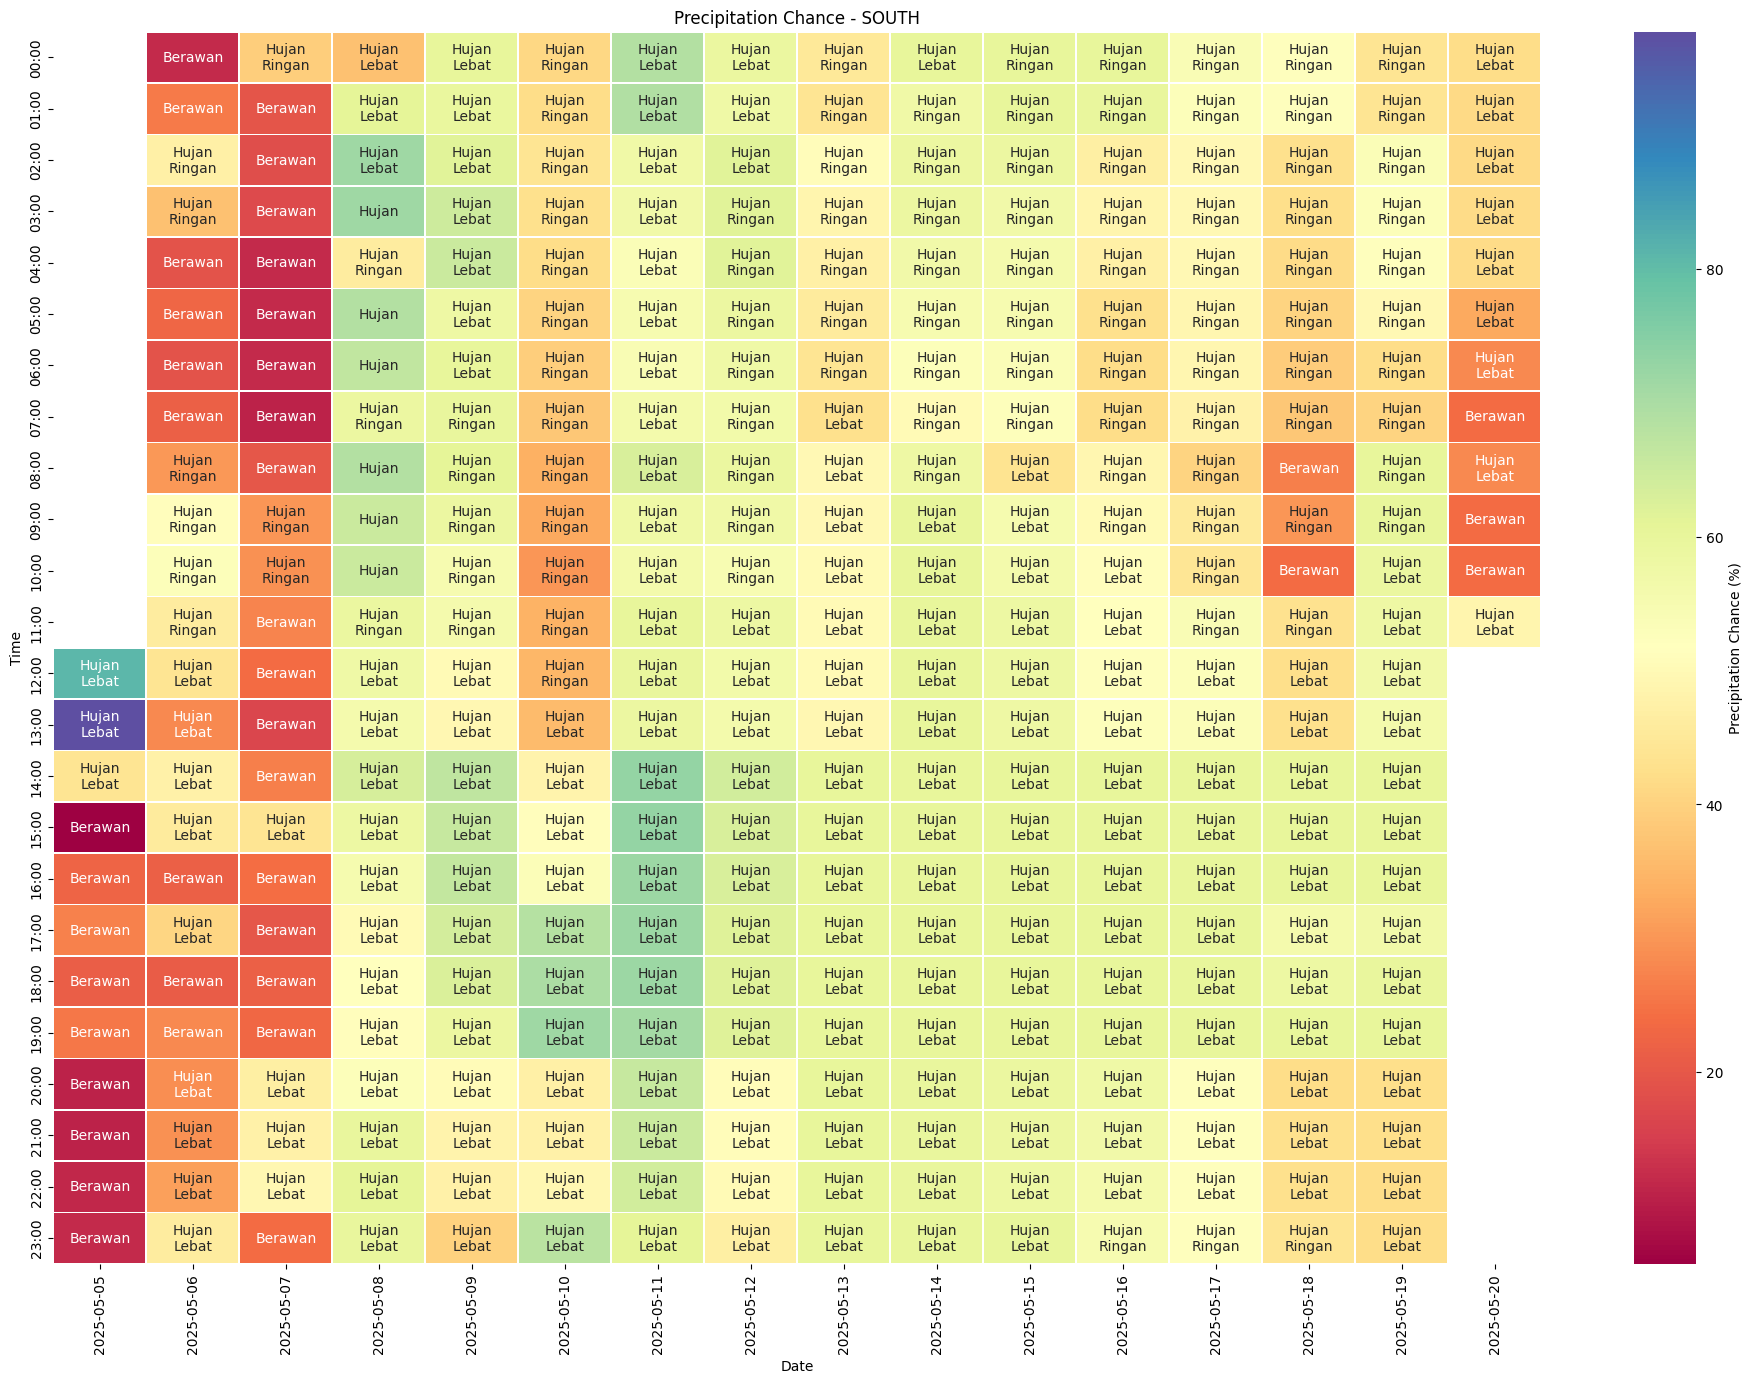 Precipitation Chance - SOUTH
00:00 Berawan Hujan Ringan Hujan Lebat Hujan Lebat Hujan Ringan Hujan Lebat Hujan Lebat Hujan Ringan Hujan Lebat Hujan Ringan Hujan Ringan Hujan Ringan Hujan Ringan Hujan Ringan Hujan Lebat
01:00 Berawan Berawan Hujan Lebat Hujan Lebat Hujan Ringan Hujan Lebat Hujan Lebat Hujan Ringan Hujan Ringan Hujan Ringan Hujan Ringan Hujan Ringan Hujan Ringan Hujan Ringan Hujan Lebat
02:00 Hujan Ringan Berawan Hujan Lebat Hujan Lebat Hujan Ringan Hujan Lebat Hujan Lebat Hujan Ringan Hujan Ringan Hujan Ringan Hujan Ringan Hujan Ringan Hujan Ringan Hujan Ringan Hujan Lebat
03:00 Hujan Ringan Berawan Hujan Hujan Lebat Hujan Ringan Hujan Lebat Hujan Ringan Hujan Ringan Hujan Ringan Hujan Ringan Hujan Ringan Hujan Ringan Hujan Ringan Hujan Ringan Hujan Lebat
04:00 Berawan Berawan Hujan Ringan Hujan Lebat Hujan Ringan Hujan Lebat Hujan Ringan Hujan Ringan Hujan Ringan Hujan Ringan Hujan Ringan Hujan Ringan Hujan Ringan Hujan Ringan Hujan Lebat
05:00 Berawan Berawan Hujan Hujan Lebat Hujan Ringan Hujan Lebat Hujan Ringan Hujan Ringan Hujan Ringan Hujan Ringan Hujan Ringan Hujan Ringan Hujan Ringan Hujan Ringan Hujan Lebat
06:00 Berawan Berawan Hujan Hujan Lebat Hujan Ringan Hujan Lebat Hujan Ringan Hujan Ringan Hujan Ringan Hujan Ringan Hujan Ringan Hujan Ringan Hujan Ringan Hujan Ringan Hujan Lebat
07:00 Berawan Berawan Hujan Ringan Hujan Ringan Hujan Ringan Hujan Lebat Hujan Ringan Hujan Lebat Hujan Ringan Hujan Ringan Hujan Ringan Hujan Ringan Hujan Ringan Hujan Ringan Berawan
08:00 Hujan Ringan Berawan Hujan Hujan Ringan Hujan Ringan Hujan Lebat Hujan Ringan Hujan Lebat Hujan Ringan Hujan Lebat Hujan Ringan Hujan Ringan Berawan Hujan Ringan Hujan Lebat
09:00 Hujan Ringan Hujan Ringan Hujan Hujan Ringan Hujan Ringan Hujan Lebat Hujan Ringan Hujan Lebat Hujan Lebat Hujan Lebat Hujan Ringan Hujan Ringan Hujan Ringan Hujan Ringan Berawan
10:00 Hujan Ringan Hujan Ringan Hujan Hujan Ringan Hujan Ringan Hujan Lebat Hujan Ringan Hujan Lebat Hujan Lebat Hujan Lebat Hujan Lebat Hujan Ringan Berawan Hujan Lebat Berawan
11:00 Hujan Ringan Berawan Hujan Ringan Hujan Ringan Hujan Ringan Hujan Lebat Hujan Lebat Hujan Lebat Hujan Lebat Hujan Lebat Hujan Lebat Hujan Lebat Hujan Ringan Hujan Lebat Hujan Lebat
12:00 Hujan Lebat Hujan Lebat Berawan Hujan Lebat Hujan Lebat Hujan Ringan Hujan Lebat Hujan Lebat Hujan Lebat Hujan Lebat Hujan Lebat Hujan Lebat Hujan Lebat Hujan Lebat Hujan Lebat
13:00 Hujan Lebat Hujan Lebat Berawan Hujan Lebat Hujan Lebat Hujan Lebat Hujan Lebat Hujan Lebat Hujan Lebat Hujan Lebat Hujan Lebat Hujan Lebat Hujan Lebat Hujan Lebat Hujan Lebat
14:00 Hujan Lebat Hujan Lebat Berawan Hujan Lebat Hujan Lebat Hujan Lebat Hujan Lebat Hujan Lebat Hujan Lebat Hujan Lebat Hujan Lebat Hujan Lebat Hujan Lebat Hujan Lebat Hujan Lebat
15:00 Berawan Hujan Lebat Hujan Lebat Hujan Lebat Hujan Lebat Hujan Lebat Hujan Lebat Hujan Lebat Hujan Lebat Hujan Lebat Hujan Lebat Hujan Lebat Hujan Lebat Hujan Lebat Hujan Lebat
16:00 Berawan Berawan Berawan Hujan Lebat Hujan Lebat Hujan Lebat Hujan Lebat Hujan Lebat Hujan Lebat Hujan Lebat Hujan Lebat Hujan Lebat Hujan Lebat Hujan Lebat Hujan Lebat
17:00 Berawan Hujan Lebat Berawan Hujan Lebat Hujan Lebat Hujan Lebat Hujan Lebat Hujan Lebat Hujan Lebat Hujan Lebat Hujan Lebat Hujan Lebat Hujan Lebat Hujan Lebat Hujan Lebat
18:00 Berawan Berawan Berawan Hujan Lebat Hujan Lebat Hujan Lebat Hujan Lebat Hujan Lebat Hujan Lebat Hujan Lebat Hujan Lebat Hujan Lebat Hujan Lebat Hujan Lebat Hujan Lebat
19:00 Berawan Berawan Berawan Hujan Lebat Hujan Lebat Hujan Lebat Hujan Lebat Hujan Lebat Hujan Lebat Hujan Lebat Hujan Lebat Hujan Lebat Hujan Lebat Hujan Lebat Hujan Lebat
20:00 Berawan Hujan Lebat Hujan Lebat Hujan Lebat Hujan Lebat Hujan Lebat Hujan Lebat Hujan Lebat Hujan Lebat Hujan Lebat Hujan Lebat Hujan Lebat Hujan Lebat Hujan Lebat Hujan Lebat
21:00 Berawan Hujan Lebat Hujan Lebat Hujan Lebat Hujan Lebat Hujan Lebat Hujan Lebat Hujan Lebat Hujan Lebat Hujan Lebat Hujan Lebat Hujan Lebat Hujan Lebat Hujan Lebat Hujan Lebat
22:00 Berawan Hujan Lebat Hujan Lebat Hujan Lebat Hujan Lebat Hujan Lebat Hujan Lebat Hujan Lebat Hujan Lebat Hujan Lebat Hujan Lebat Hujan Lebat Hujan Lebat Hujan Lebat Hujan Lebat
23:00 Berawan Hujan Lebat Berawan Hujan Lebat Hujan Lebat Hujan Lebat Hujan Lebat Hujan Lebat Hujan Lebat Hujan Lebat Hujan Lebat Hujan Ringan Hujan Ringan Hujan Ringan Hujan Lebat
Time
2025-05-05 2025-05-06 2025-05-07 2025-05-08 2025-05-09 2025-05-10 2025-05-11 2025-05-12 2025-05-13 2025-05-14 2025-05-15 2025-05-16 2025-05-17 2025-05-18 2025-05-19 2025-05-20
Date
80
60
40
20
Precipitation Chance (%)